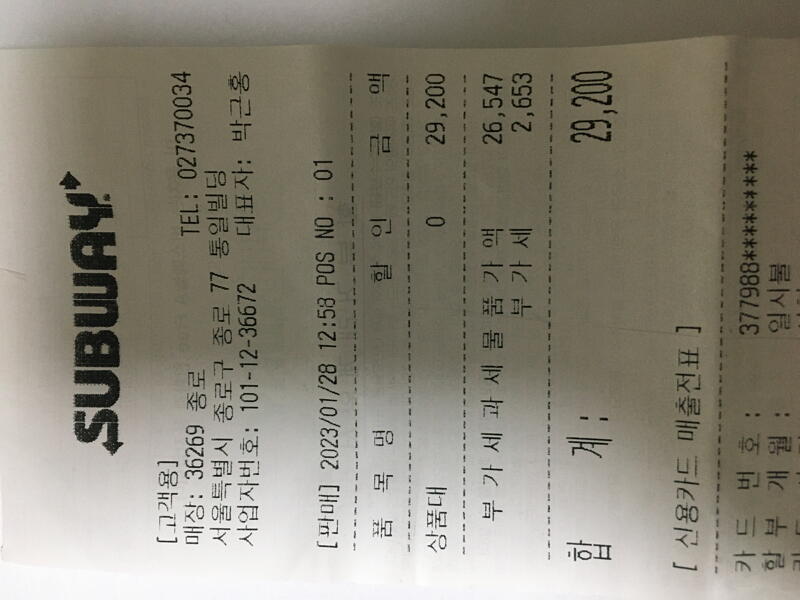 SUBWAY
[고객용]
매장: 36269 종로 TEL: 027370034
서울특별시 종로구 종로 77 통일빌딩
사업자번호: 101-12-36672 대표자: 박근홍
[판매] 2023/01/28 12:58 POS NO : 01
품 목 명 할 인 금 액
상품대 0 29,200
부 가 세 과 세 물 품 가 액 26,547
부 가 세 2,653
합 계 : 29,200
[ 신용카드 매출전표 ]
카 드 번 호 : 377988**********
할 부 개 월 : 일시불